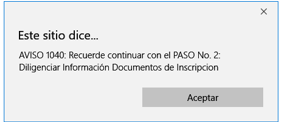 Este sitio dice...
AVISO 1040: Recuerde continuar con el PASO No. 2:
Diligenciar Información Documentos de Inscripcion
Aceptar